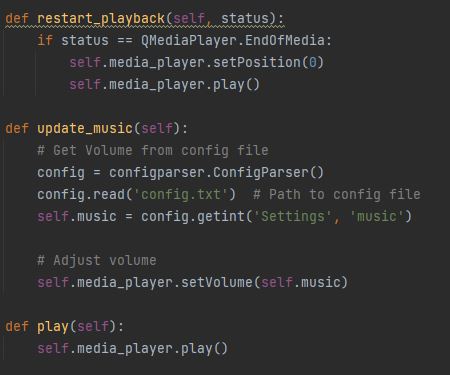 def restart_playback(self, status):
    if status == QMediaPlayer.EndOfMedia:
        self.media_player.setPosition(0)
        self.media_player.play()

def update_music(self):
    # Get Volume from config file
    config = configparser.ConfigParser()
    config.read('config.txt')  # Path to config file
    self.music = config.getint('Settings', 'music')

    # Adjust volume
    self.media_player.setVolume(self.music)

def play(self):
    self.media_player.play()